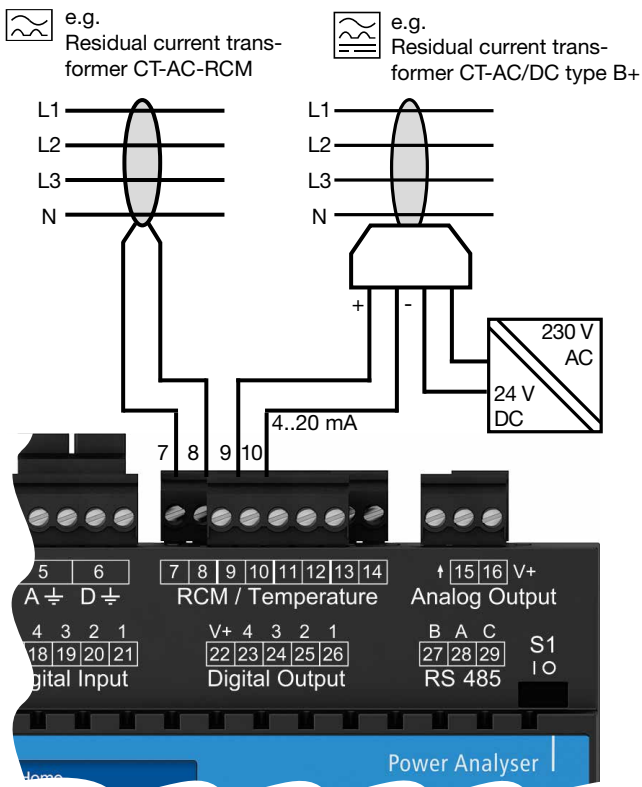 e.g.
Residual current trans-
former CT-AC-RCM
e.g.
Residual current trans-
former CT-AC/DC type B+
L1
L2
L3
N
L1
L2
L3
N
+ -
230 V
AC
24 V
DC
4..20 mA
7 8 9 10
5 6
A D
7 8 9 10 11 12 13 14
RCM / Temperature
15 16 V+
Analog Output
4 3 2 1
18 19 20 21
gital Input
V+ 4 3 2 1
22 23 24 25 26
Digital Output
B A C
27 28 29
RS 485
S1
I O
Power Analyser
Home